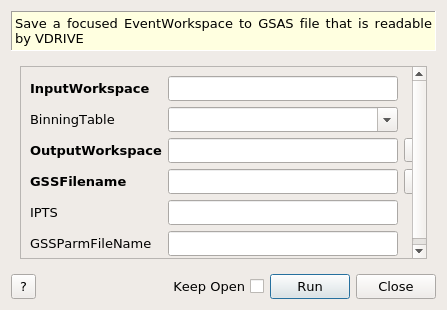 Save a focused EventWorkspace to GSAS file that is readable
by VDRIVE
InputWorkspace
BinningTable
OutputWorkspace
GSSFilename
IPTS
GSSParmFileName
? Keep Open Run Close